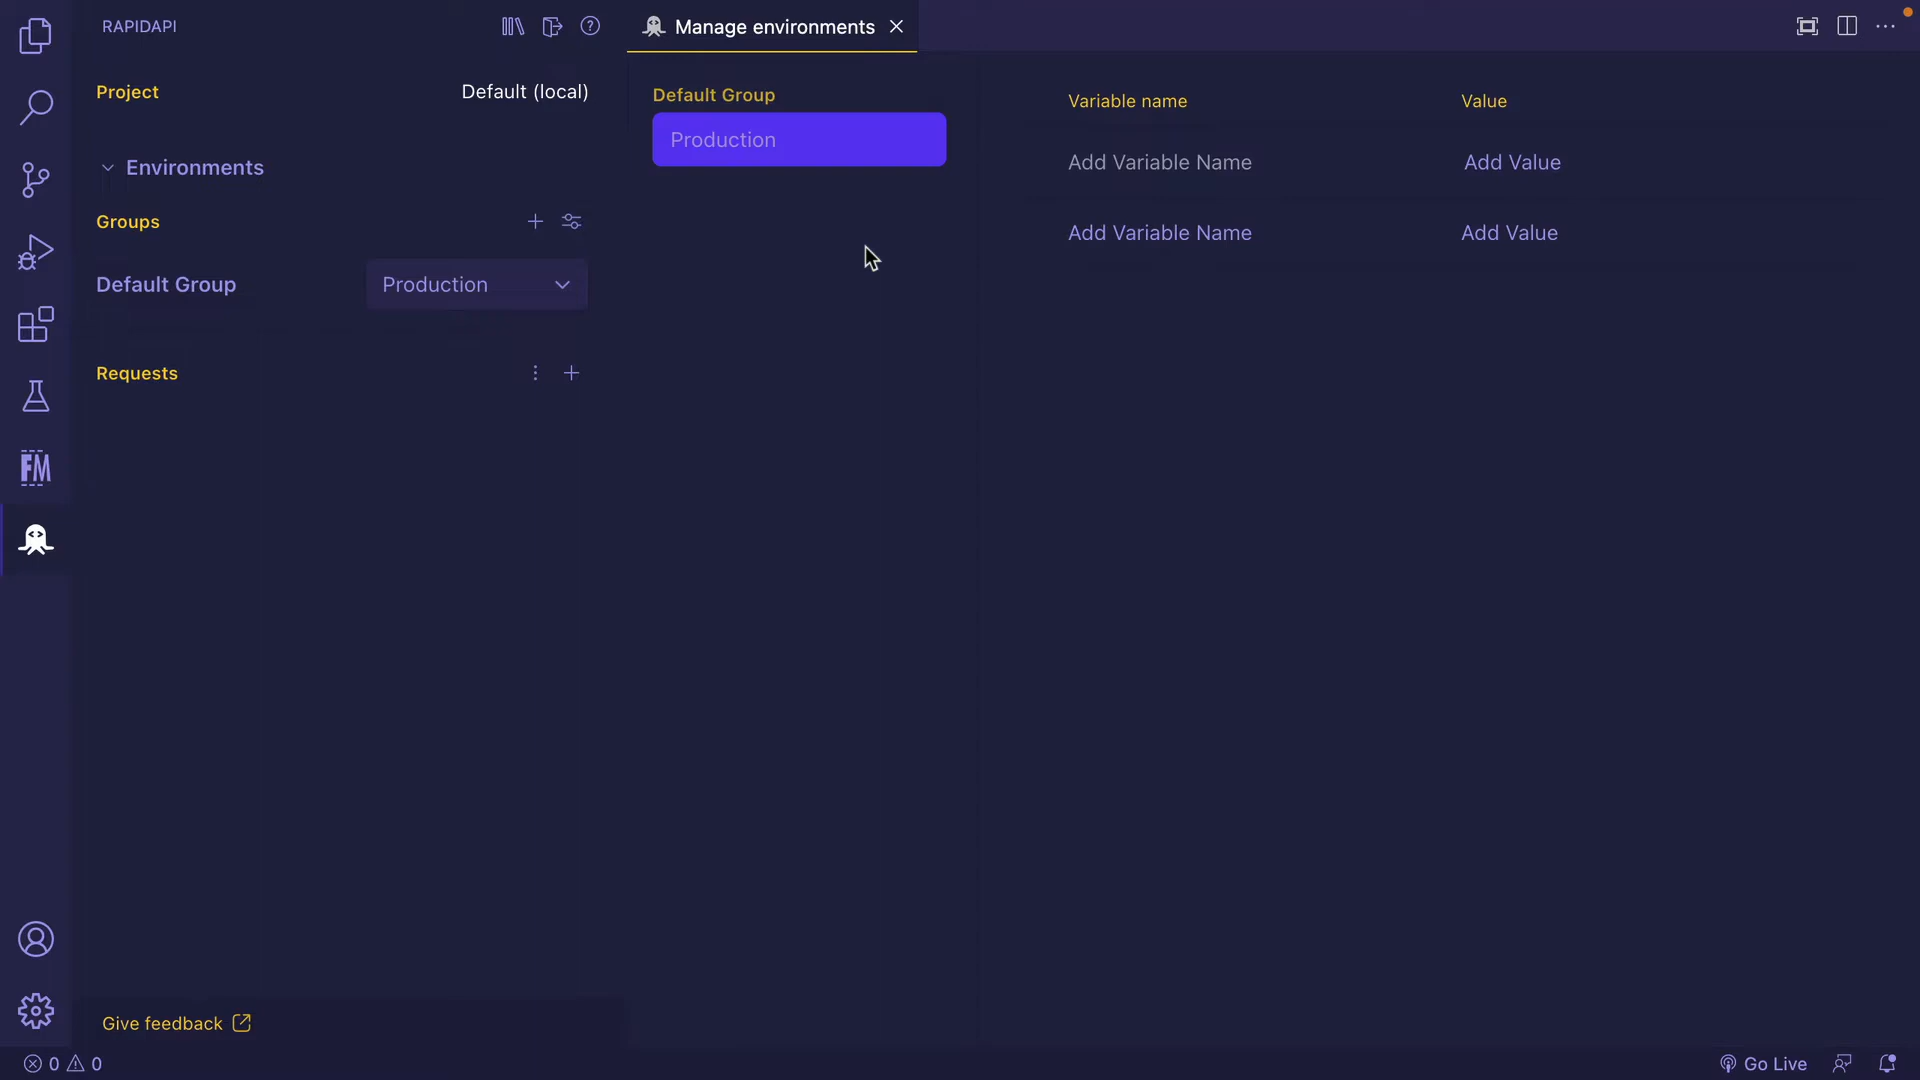 RAPIDAPI
Manage environments
Project
Default (local)
Environments
Groups
Default Group
Production
Requests
Give feedback
Default Group
Production
Variable name
Value
Add Variable Name
Add Value
Add Variable Name
Add Value
FM
0
0
Go Live